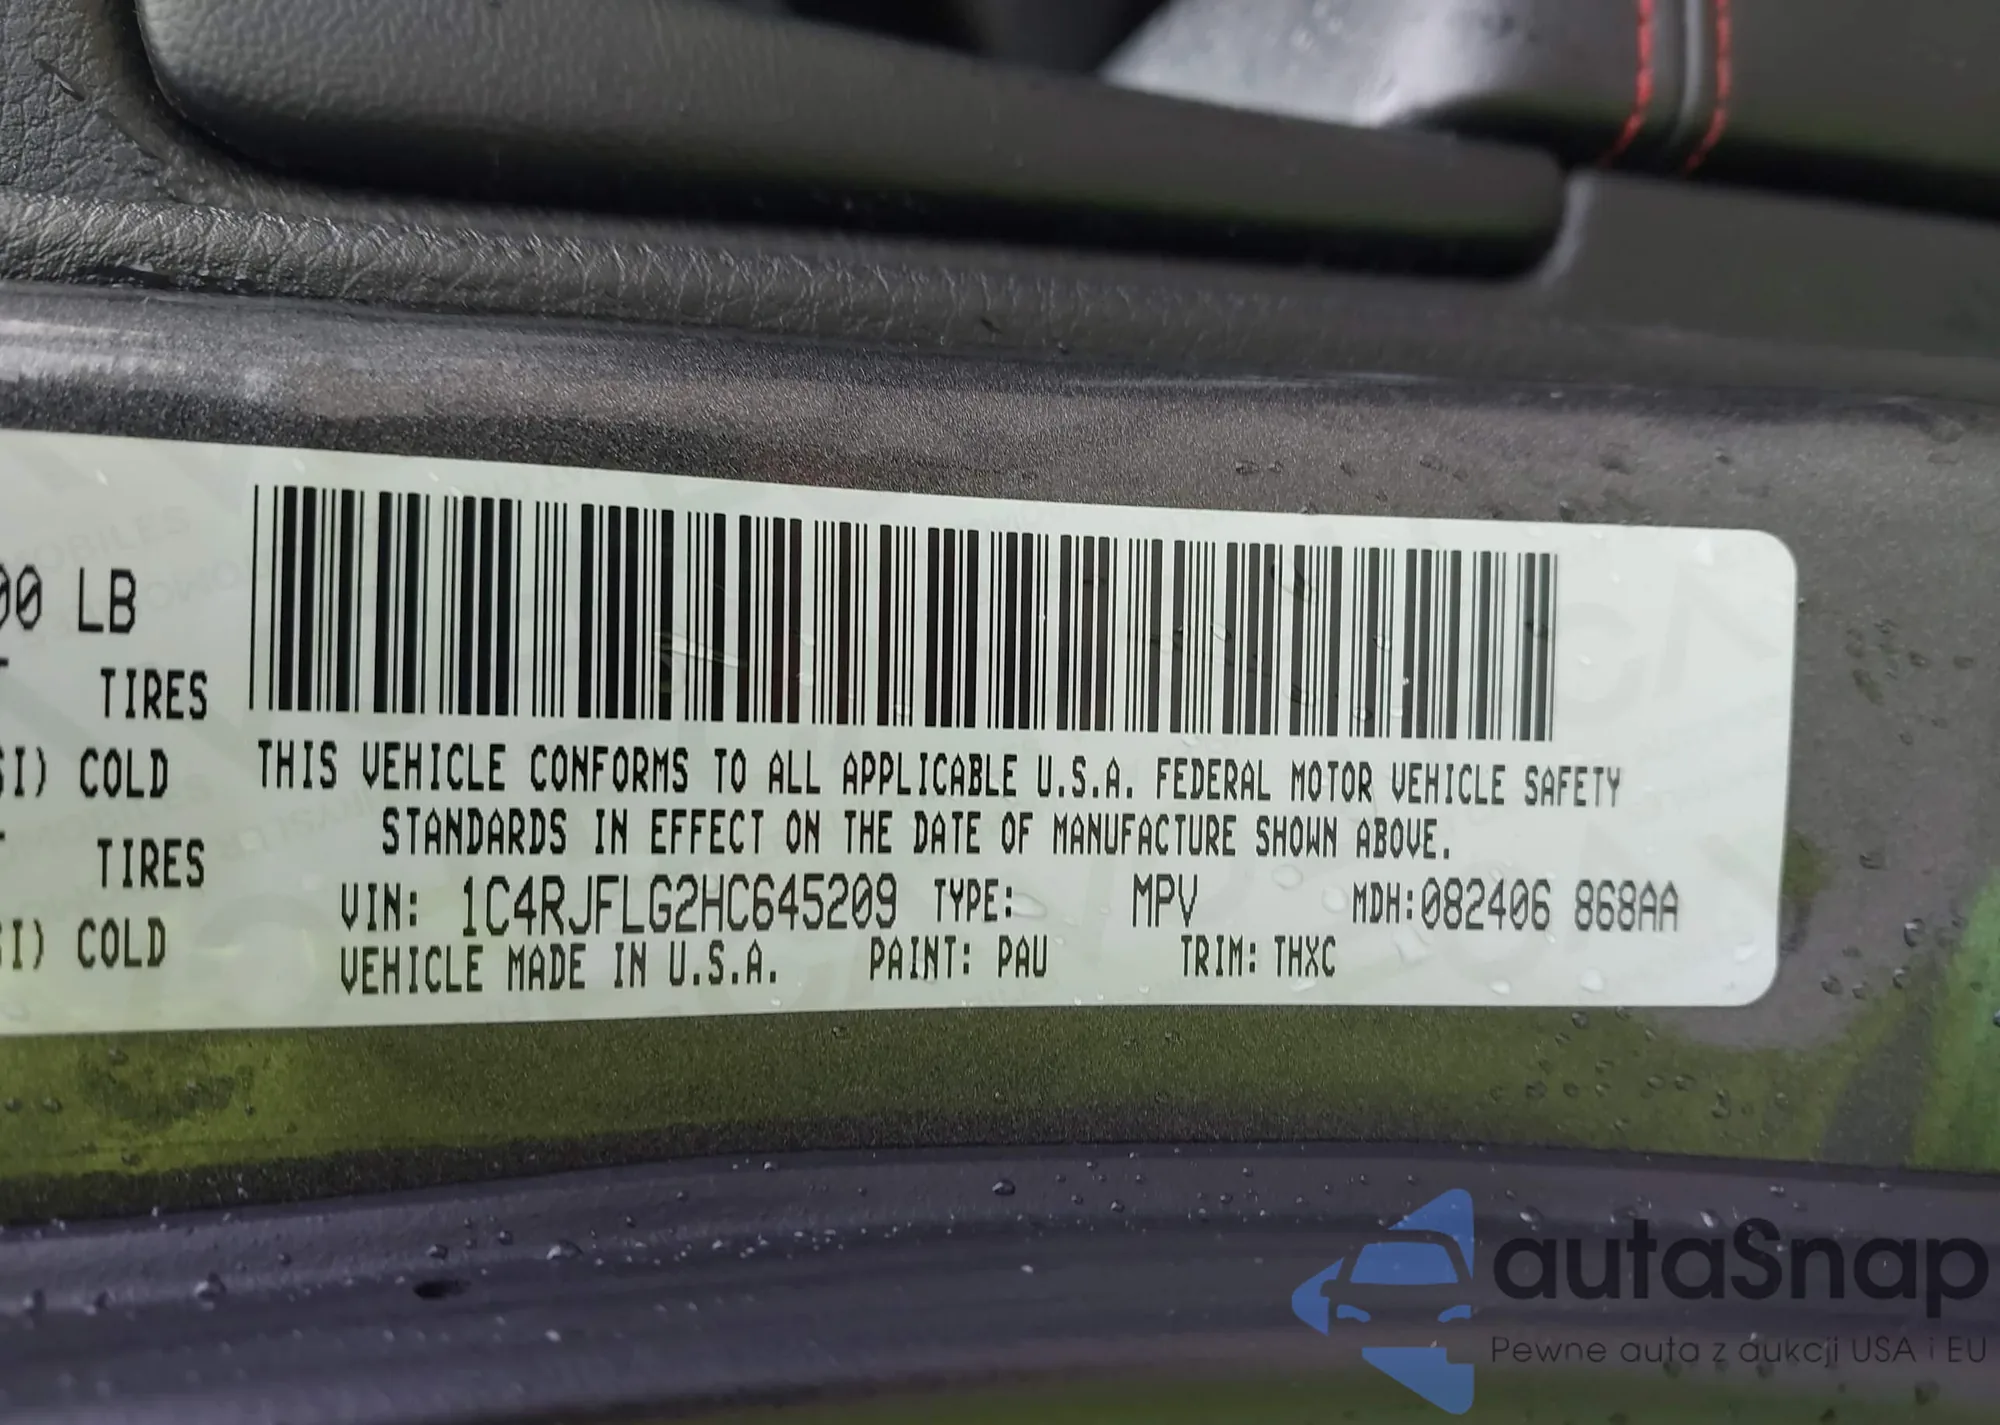 00 LB
TIRES
SI) COLD
TIRES
SI) COLD
THIS VEHICLE CONFORMS TO ALL APPLICABLE U.S.A. FEDERAL MOTOR VEHICLE SAFETY
STANDARDS IN EFFECT ON THE DATE OF MANUFACTURE SHOWN ABOVE.
VIN: 1C4RJFLG2HC645209 TYPE: MPV MDH:082406 868AA
VEHICLE MADE IN U.S.A. PAINT: PAU TRIM: THXC
autaSnap
Pewne auta z aukcji USA i EU